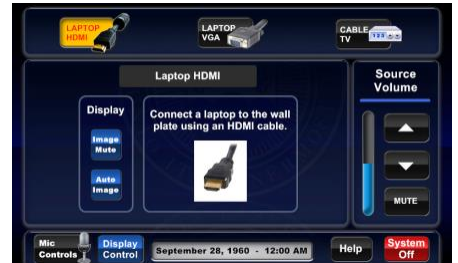 LAPTOP
HDMI
LAPTOP
VGA
CABLE
TV
123
Laptop HDMI
Source
Volume
Display
Image
Mute
Auto
Image
Connect a laptop to the wall
plate using an HDMI cable.
MUTE
Mic
Controls
Display
Control
September 28, 1960 - 12:00 AM
Help
System
Off